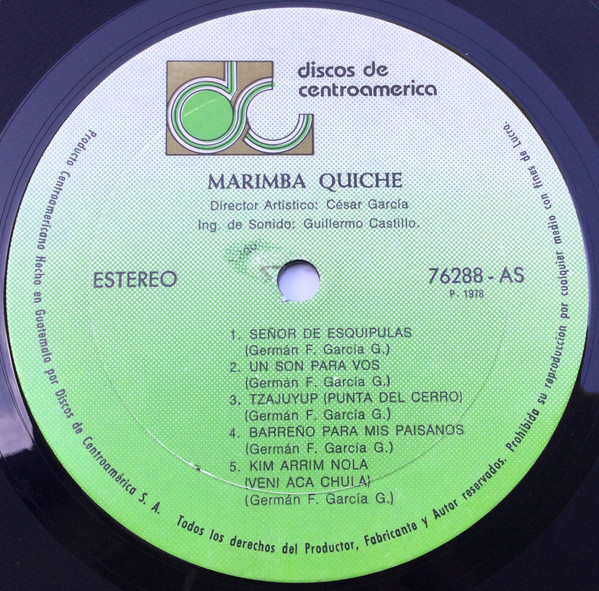 dc
discos de
centroamerica
MARIMBA QUICHE
Director Artístico: César García
Ing. de Sonido: Guillermo Castillo.
ESTEREO
76288 - AS
P. 1978
1. SEÑOR DE ESQUIPULAS
(Germán F. García G.)
2. UN SON PARA VOS
(Germán F. García G.)
3. TZAJUYUP (PUNTA DEL CERRO)
(Germán F. García G.)
4. BARREÑO PARA MIS PAISANOS
(Germán F. García G.)
5. KIM ARRIM NOLA
(VENI ACA CHULA)
(Germán F. García G.)
Producto Centroamericano Hecho en Guatemala por Discos de Centroamérica S. A. Todos los derechos del Productor, Fabricante y Autor reservados. Prohibida su reproducción por cualquier medio con fines de Lucro.